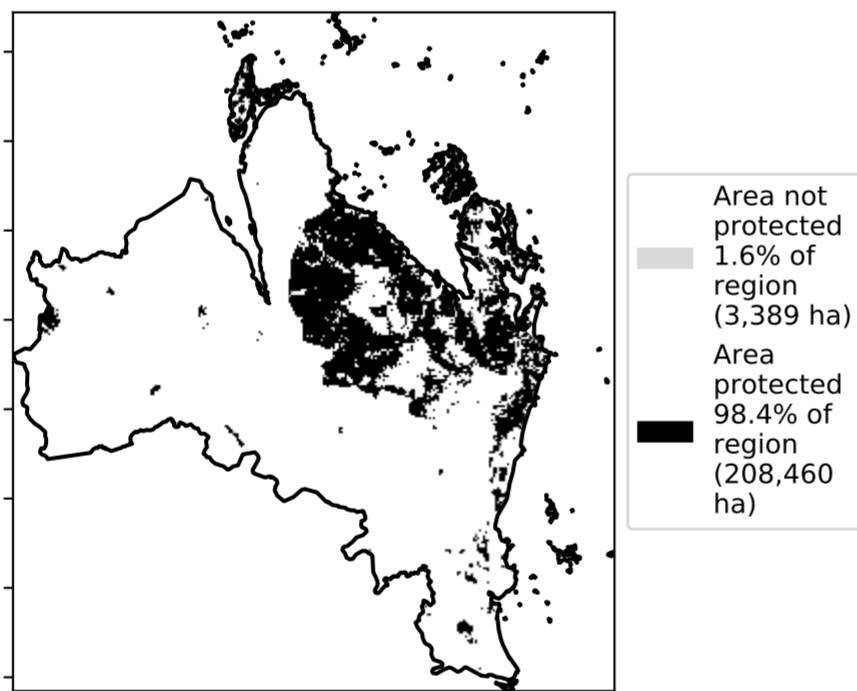 Area not
protected
1.6% of
region
(3,389 ha)
Area
protected
98.4% of
region
(208,460
ha)